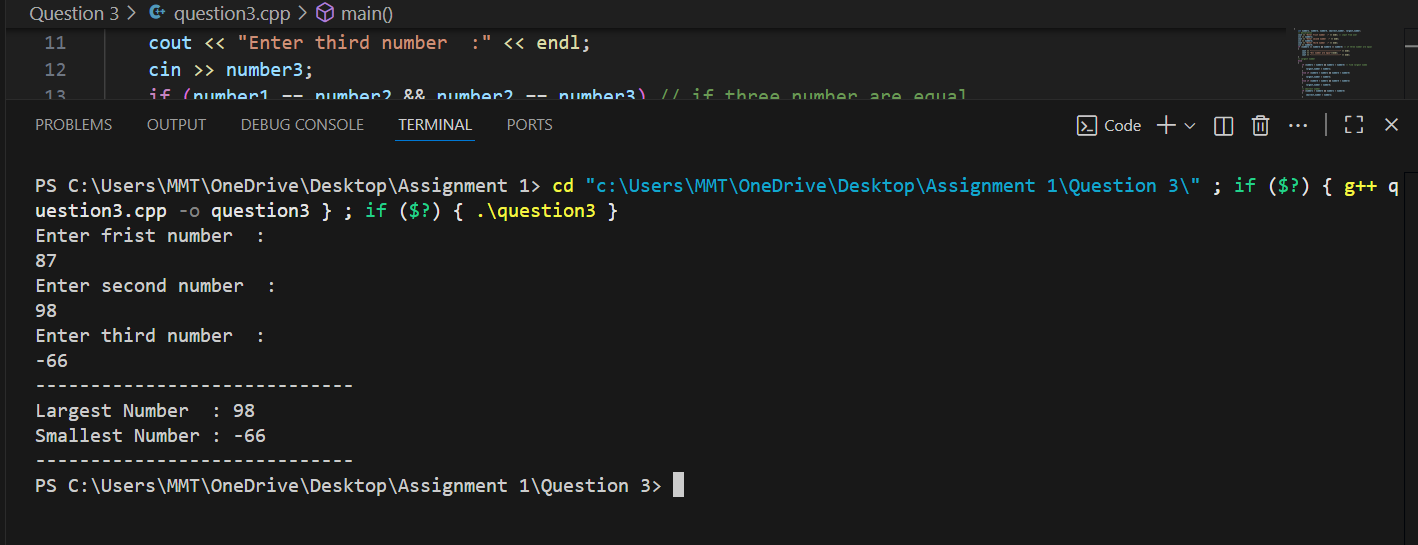 Question 3 > question3.cpp > main()
11 cout << "Enter third number  :" << endl;
12 cin >> number3;
13 if (number1 == number2 && number2 == number3) // if three number are equal
PROBLEMS OUTPUT DEBUG CONSOLE TERMINAL PORTS Code
PS C:\Users\MMT\OneDrive\Desktop\Assignment 1> cd "c:\Users\MMT\OneDrive\Desktop\Assignment 1\Question 3\" ; if ($?) { g++ q
uestion3.cpp -o question3 } ; if ($?) { .\question3 }
Enter frist number  :
87
Enter second number  :
98
Enter third number  :
-66
-----------------------------
Largest Number  : 98
Smallest Number : -66
-----------------------------
PS C:\Users\MMT\OneDrive\Desktop\Assignment 1\Question 3>